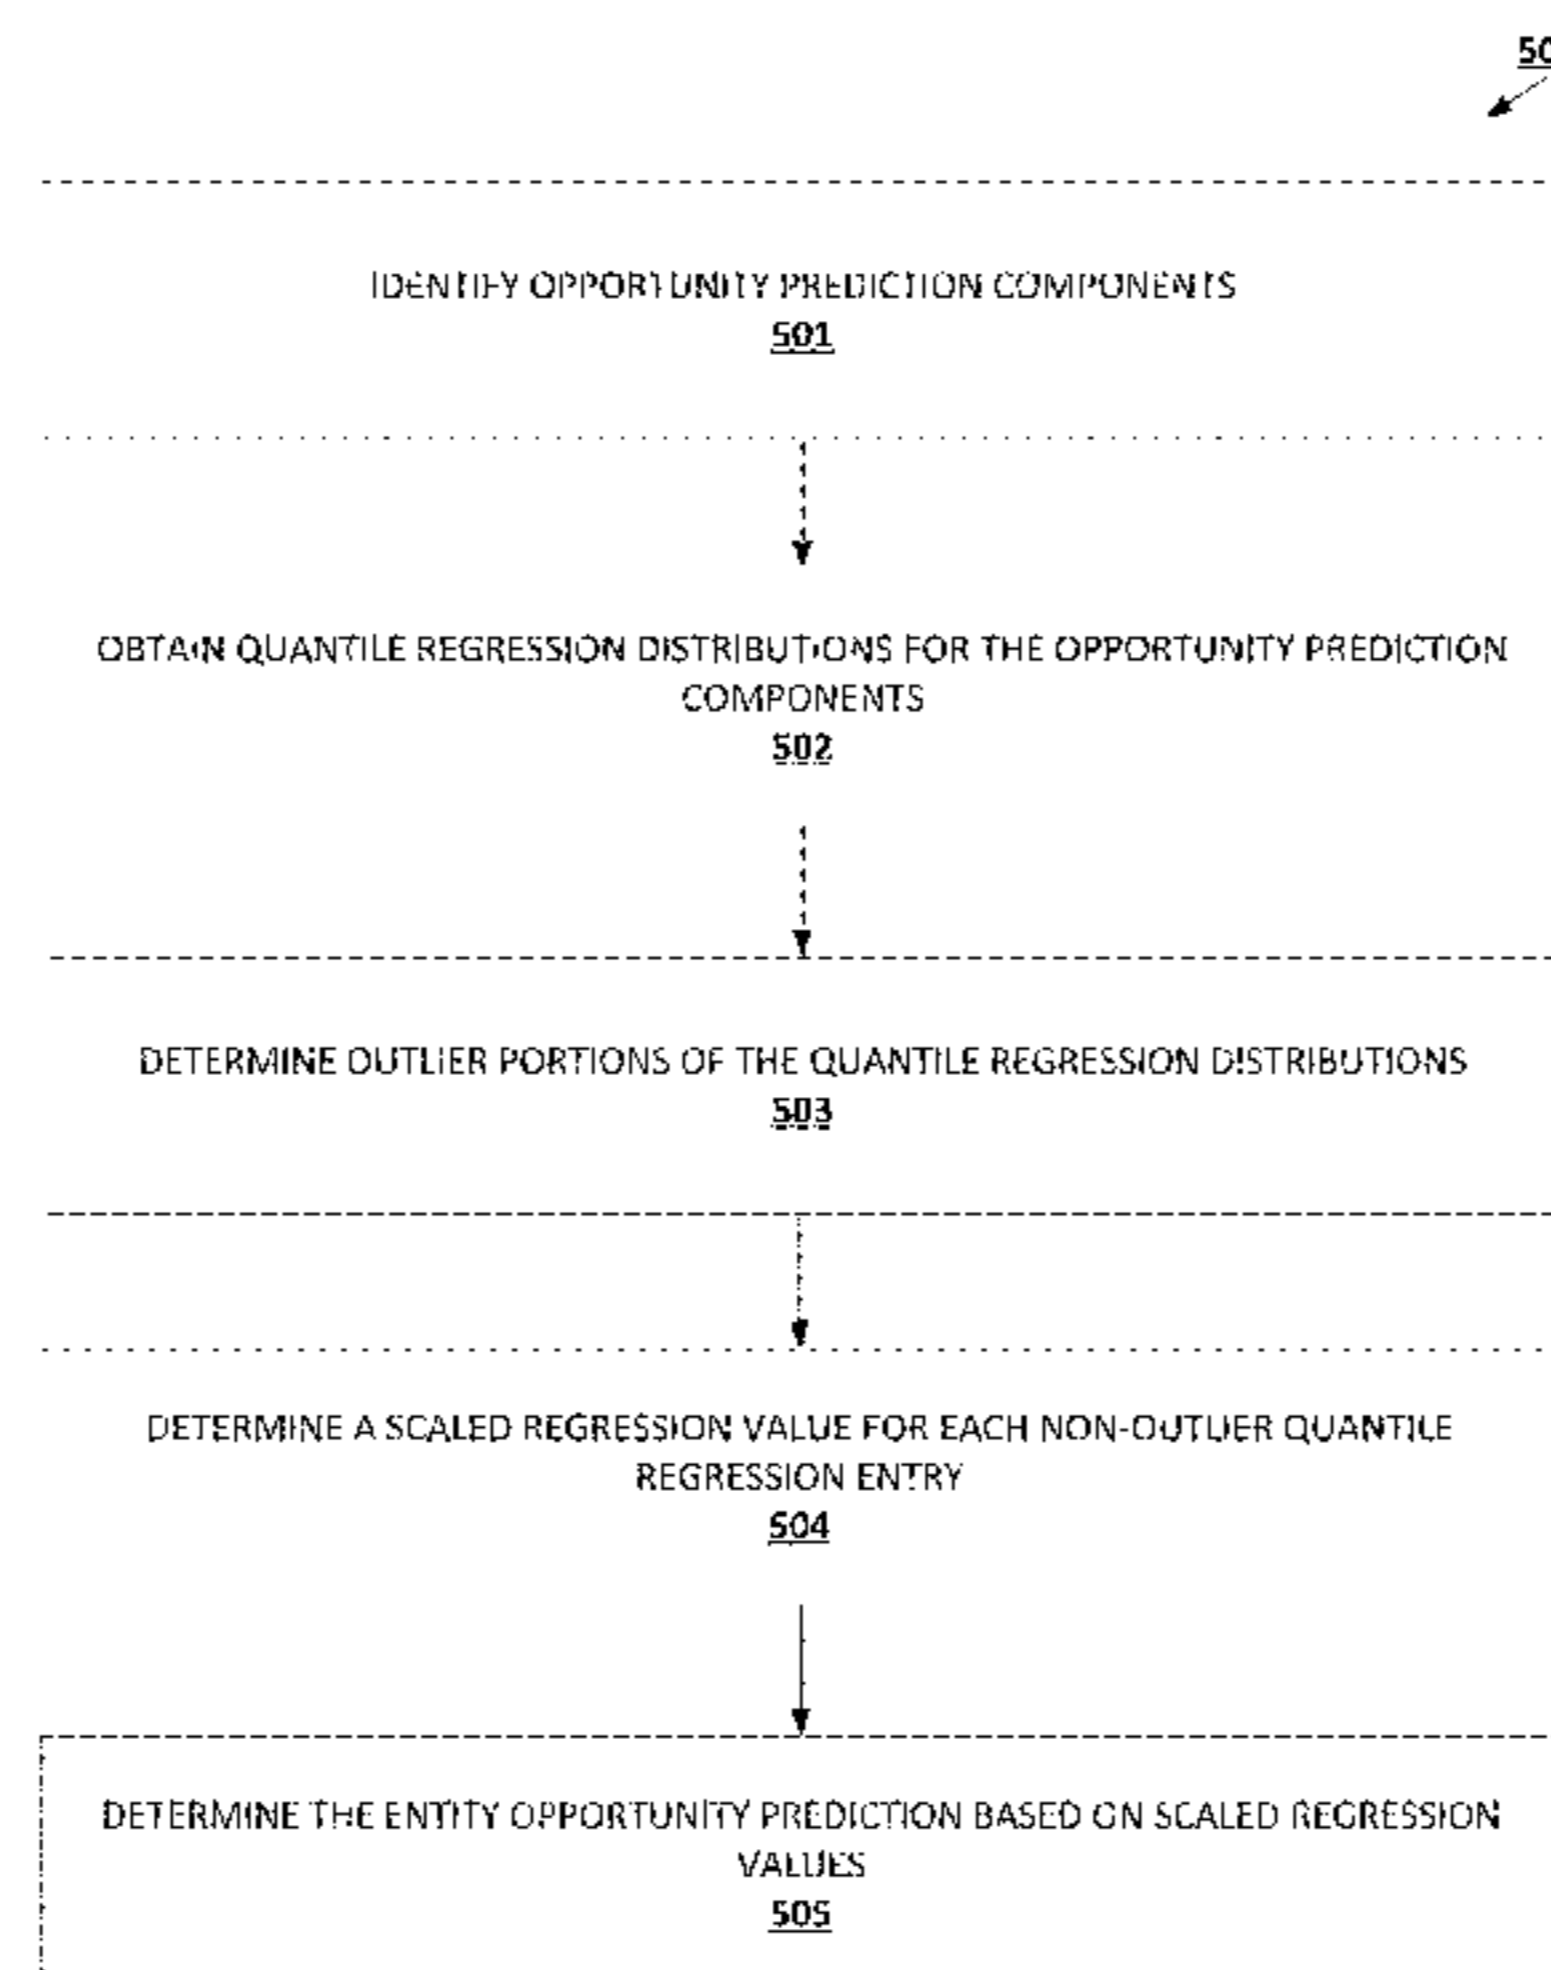 50
IDENTIFY OPPORTUNITY PREDICTION COMPONENTS
501
OBTAIN QUANTILE REGRESSION DISTRIBUTIONS FOR THE OPPORTUNITY PREDICTION
COMPONENTS
502
DETERMINE OUTLIER PORTIONS OF THE QUANTILE REGRESSION DISTRIBUTIONS
503
DETERMINE A SCALED REGRESSION VALUE FOR EACH NON-OUTLIER QUANTILE
REGRESSION ENTRY
504
DETERMINE THE ENTITY OPPORTUNITY PREDICTION BASED ON SCALED REGRESSION
VALUES
505